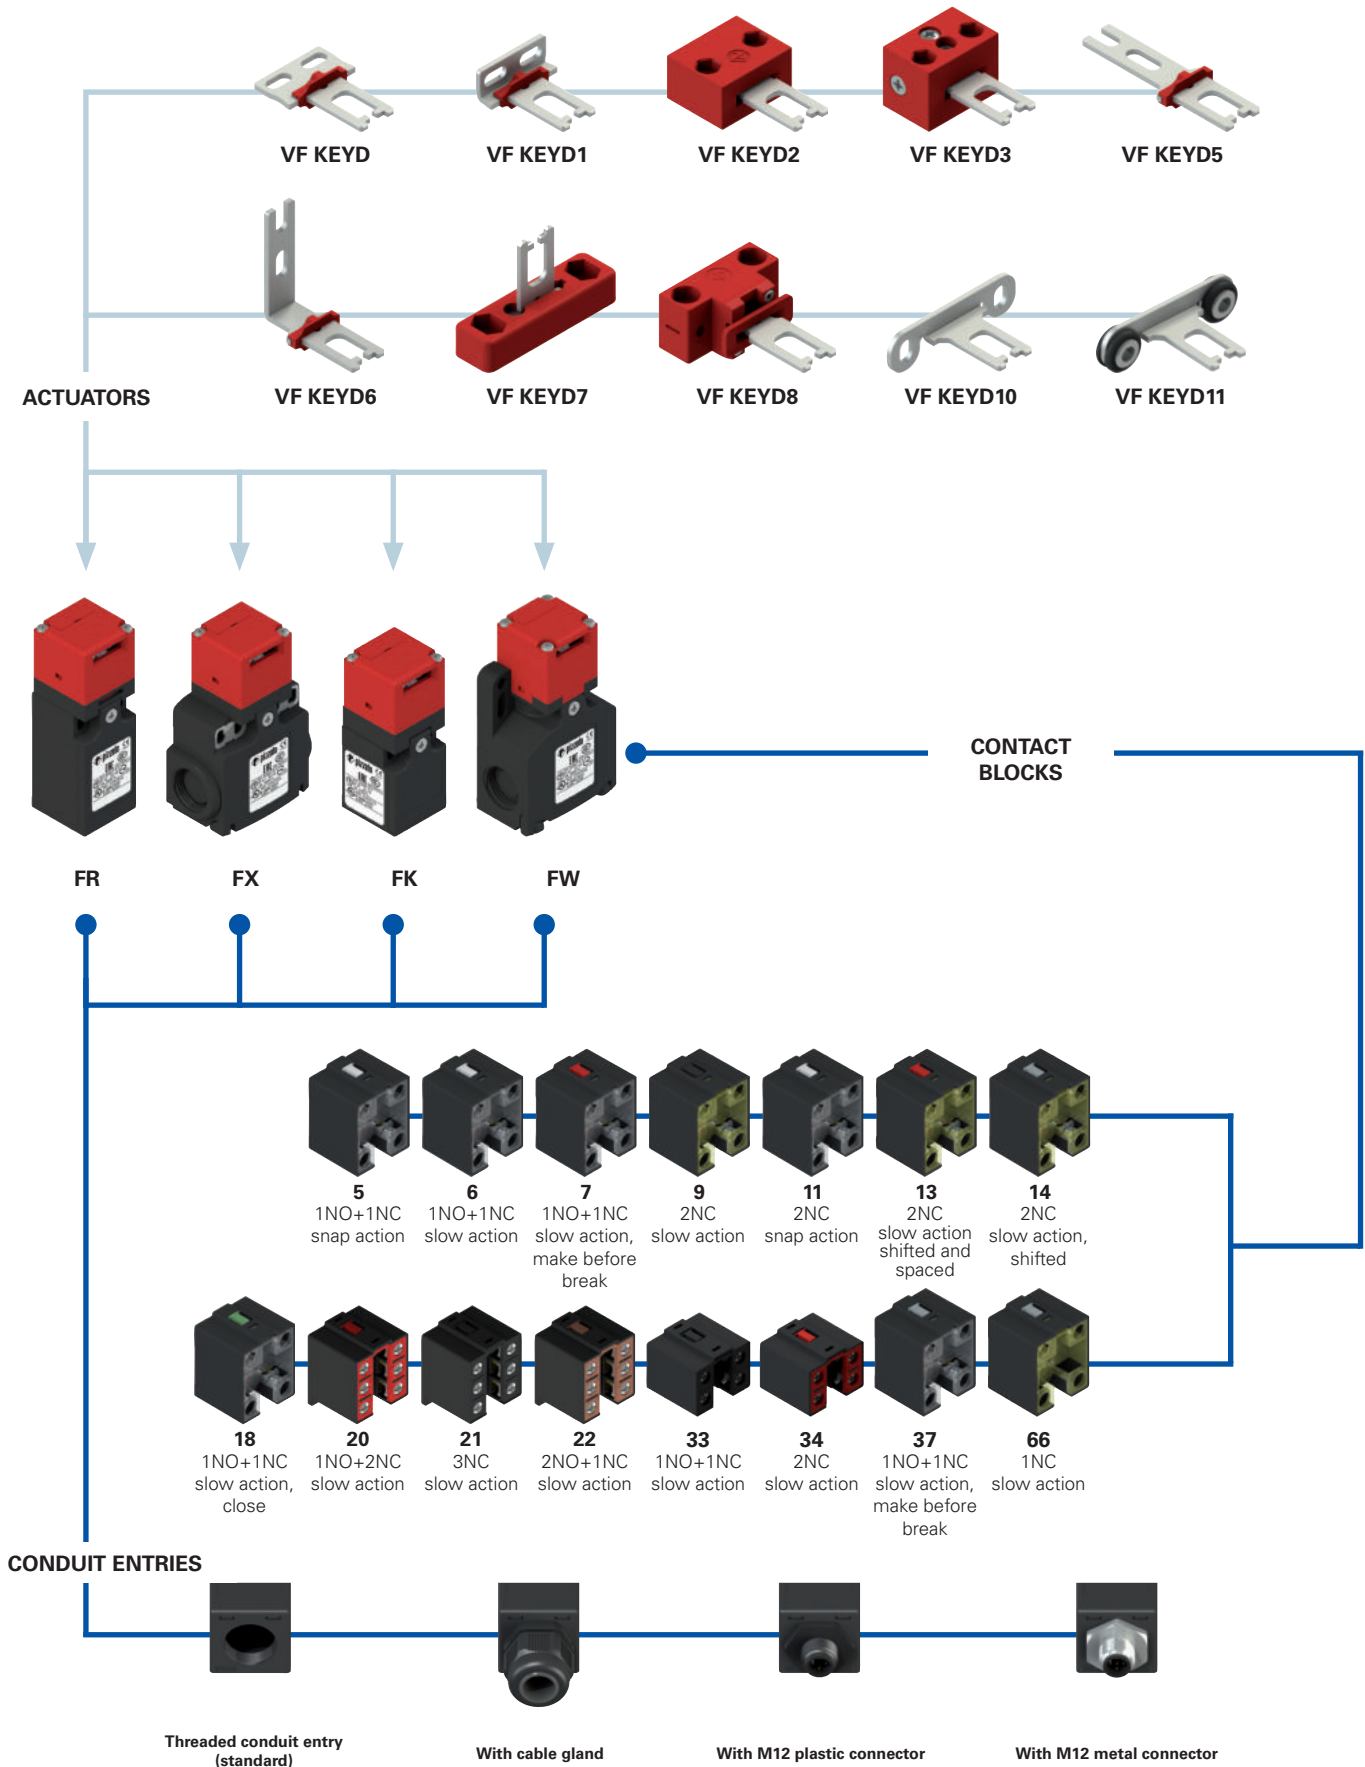 VF KEYD
VF KEYD1
VF KEYD2
VF KEYD3
VF KEYD5
VF KEYD6
VF KEYD7
VF KEYD8
VF KEYD10
VF KEYD11
ACTUATORS
CONTACT
BLOCKS
FR
FX
FK
FW
5
1NO+1NC
snap action
6
1NO+1NC
slow action
7
1NO+1NC
slow action,
make before
break
9
2NC
slow action
11
2NC
snap action
13
2NC
slow action
shifted and
spaced
14
2NC
slow action,
shifted
18
1NO+1NC
slow action,
close
20
1NO+2NC
slow action
21
3NC
slow action
22
2NO+1NC
slow action
33
1NO+1NC
slow action
34
2NC
slow action
37
1NO+1NC
slow action,
make before
break
66
1NC
slow action
CONDUIT ENTRIES
Threaded conduit entry
(standard)
With cable gland
With M12 plastic connector
With M12 metal connector